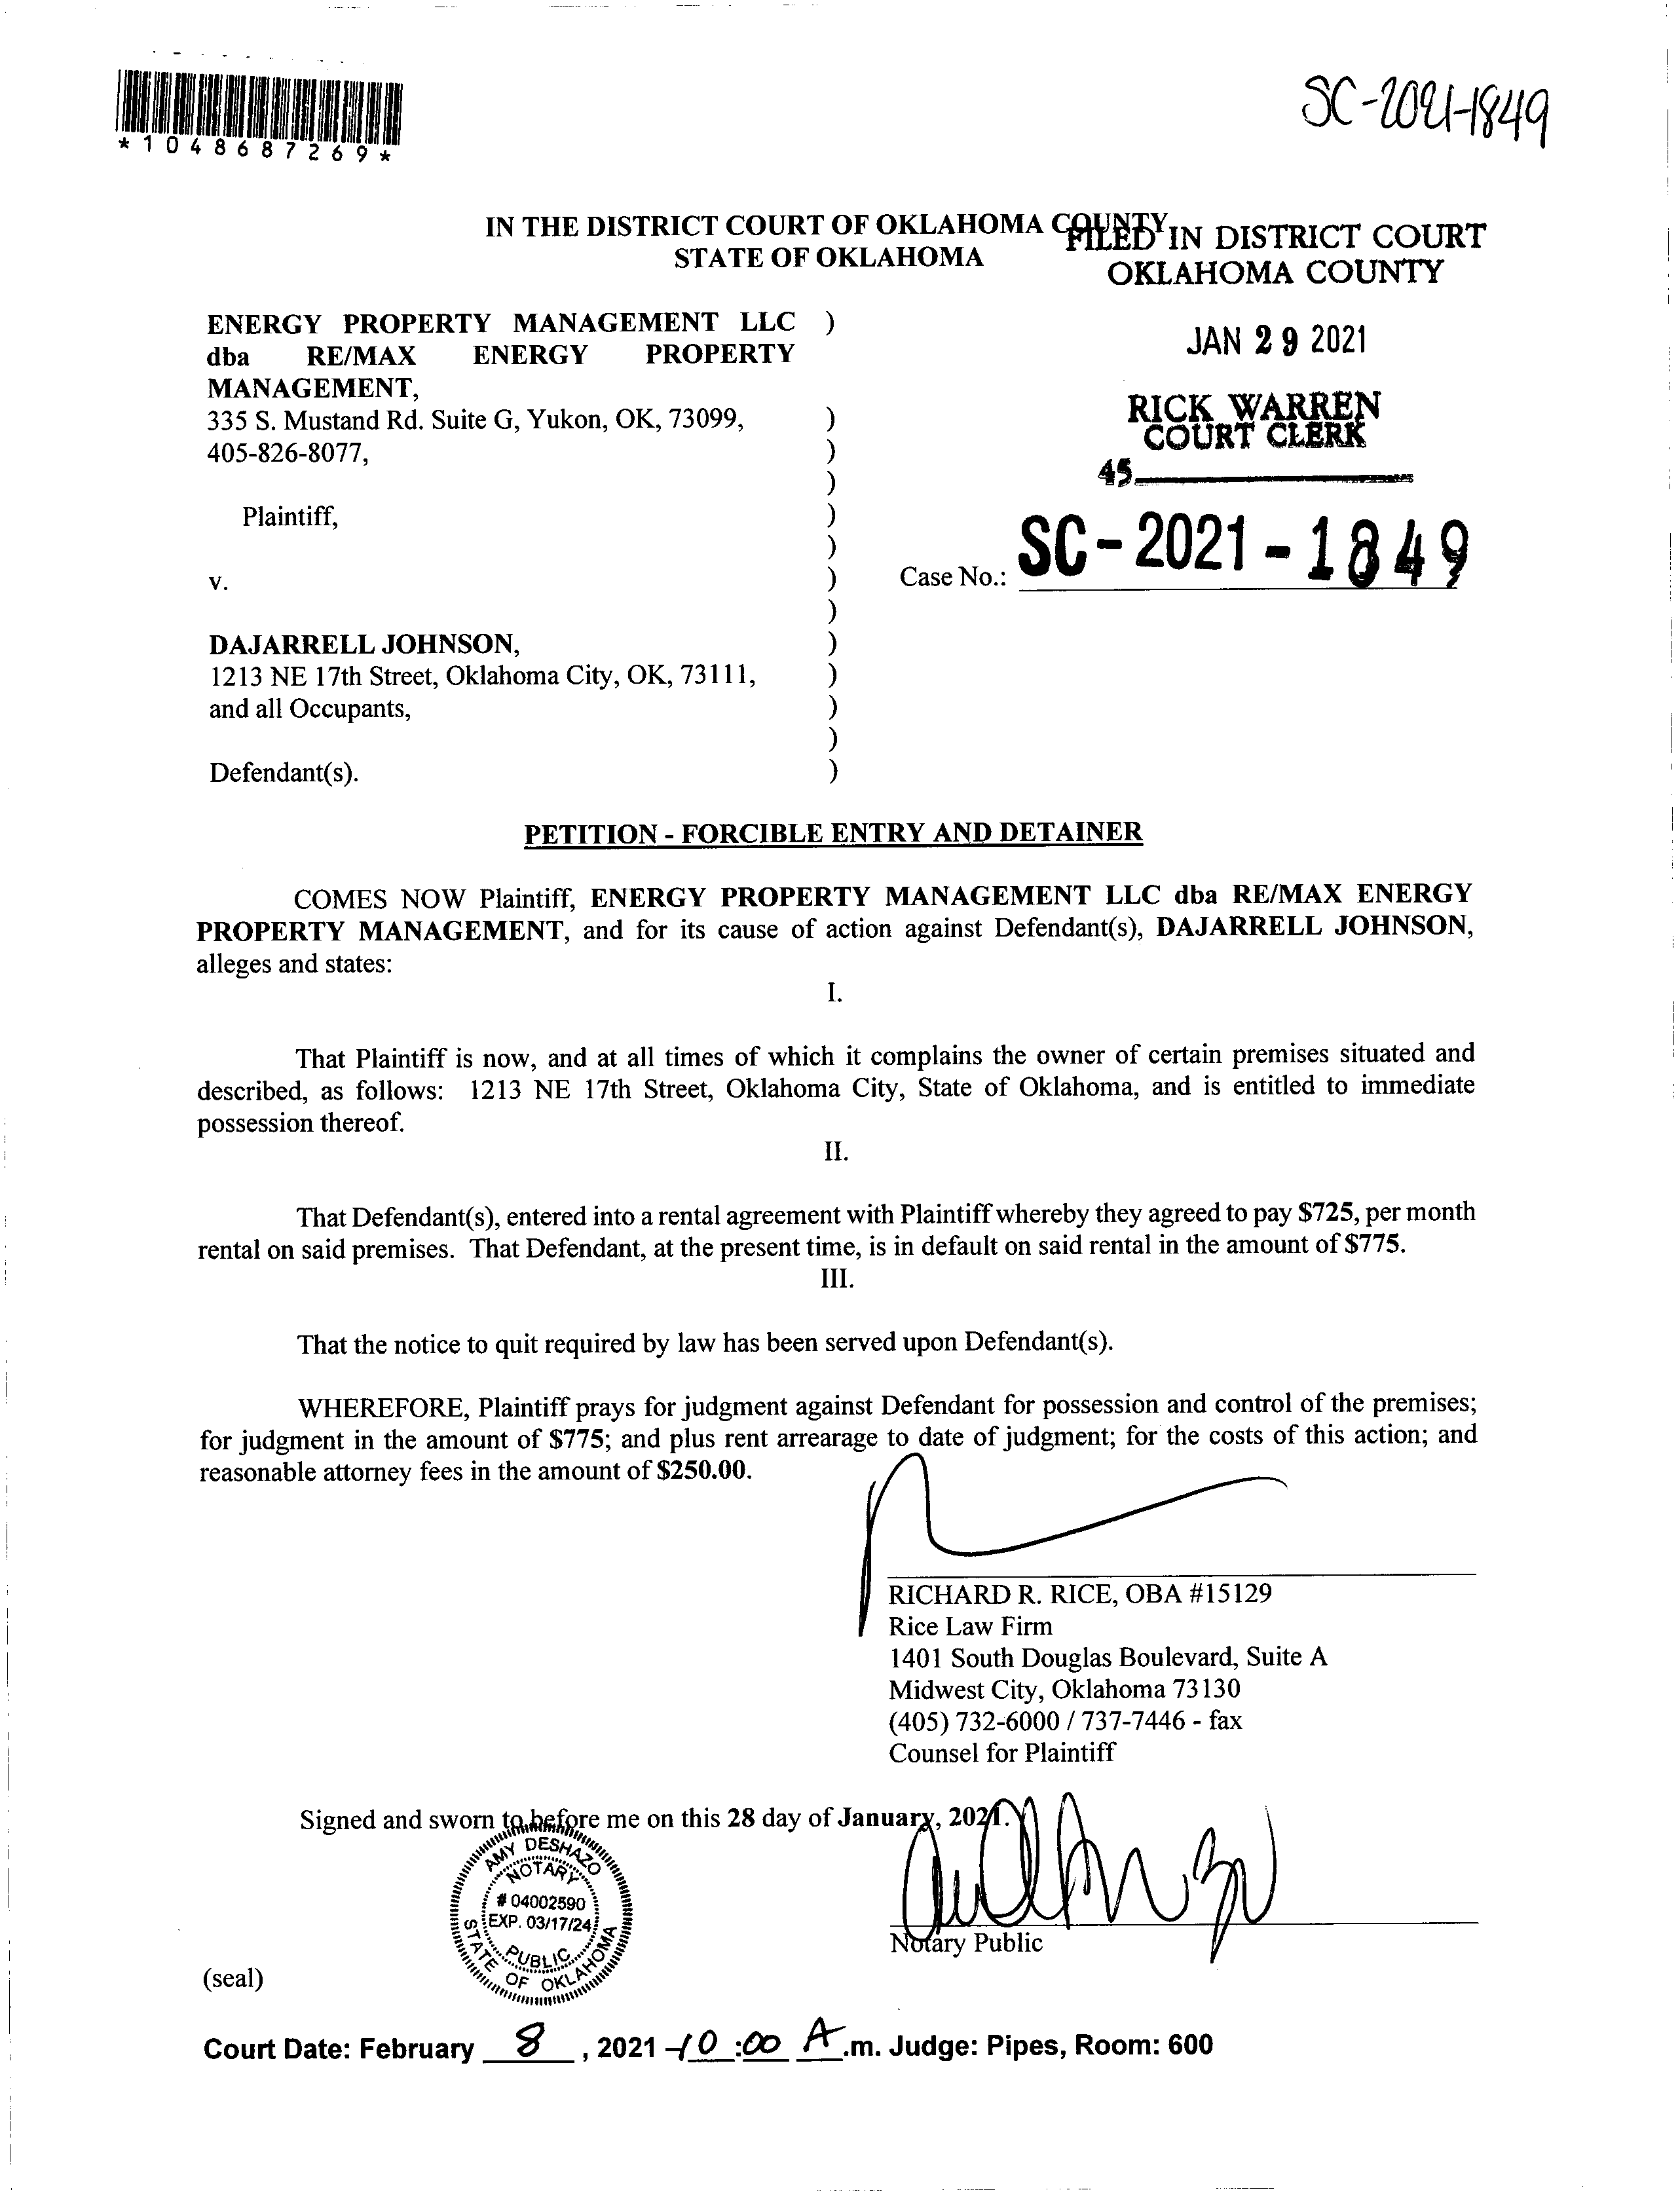 *1048687269*
SC-2021-1849
IN THE DISTRICT COURT OF OKLAHOMA COUNTY
STATE OF OKLAHOMA
FILED IN DISTRICT COURT
OKLAHOMA COUNTY
JAN 29 2021
RICK WARREN
COURT CLERK
45
ENERGY PROPERTY MANAGEMENT LLC )
dba RE/MAX ENERGY PROPERTY
MANAGEMENT,
335 S. Mustand Rd. Suite G, Yukon, OK, 73099, )
405-826-8077, )
)
Plaintiff, )
)
v. )
Case No.: SC-2021-1849
)
DAJARRELL JOHNSON, )
1213 NE 17th Street, Oklahoma City, OK, 73111, )
and all Occupants, )
)
Defendant(s). )
PETITION - FORCIBLE ENTRY AND DETAINER
COMES NOW Plaintiff, ENERGY PROPERTY MANAGEMENT LLC dba RE/MAX ENERGY
PROPERTY MANAGEMENT, and for its cause of action against Defendant(s), DAJARRELL JOHNSON,
alleges and states:
I.
That Plaintiff is now, and at all times of which it complains the owner of certain premises situated and
described, as follows: 1213 NE 17th Street, Oklahoma City, State of Oklahoma, and is entitled to immediate
possession thereof.
II.
That Defendant(s), entered into a rental agreement with Plaintiff whereby they agreed to pay $725, per month
rental on said premises. That Defendant, at the present time, is in default on said rental in the amount of $775.
III.
That the notice to quit required by law has been served upon Defendant(s).
WHEREFORE, Plaintiff prays for judgment against Defendant for possession and control of the premises;
for judgment in the amount of $775; and plus rent arrearage to date of judgment; for the costs of this action; and
reasonable attorney fees in the amount of $250.00.
RICHARD R. RICE, OBA #15129
Rice Law Firm
1401 South Douglas Boulevard, Suite A
Midwest City, Oklahoma 73130
(405) 732-6000 / 737-7446 - fax
Counsel for Plaintiff
Signed and sworn to before me on this 28 day of January, 2021.
AMY DESHAZO
NOTARY
# 04002590
EXP. 03/17/24
PUBLIC
STATE OF OKLAHOMA
Notary Public
(seal)
Court Date: February 8, 2021 - 10:00 A.m. Judge: Pipes, Room: 600